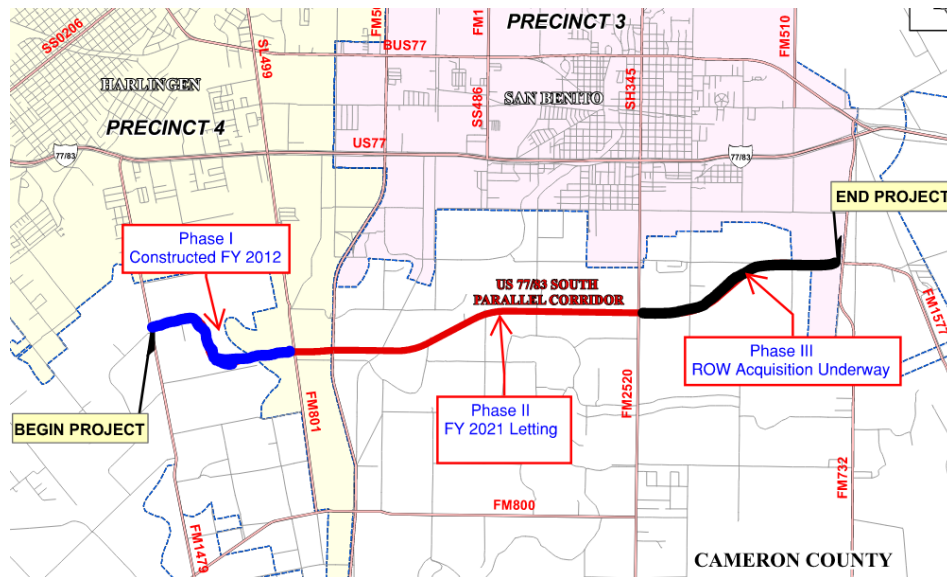 PRECINCT 3
SS0206
SL499
FM50
BUS77
FM1
FM510
HARLINGEN
SS486
SAN BENITO
SH345
PRECINCT 4
US77
77/83
77/83
END PROJECT
Phase I
Constructed FY 2012
US 77/83 SOUTH
PARALLEL CORRIDOR
FM1577
Phase III
ROW Acquisition Underway
BEGIN PROJECT
FM801
Phase II
FY 2021 Letting
FM2520
FM732
FM800
FM1479
CAMERON COUNTY